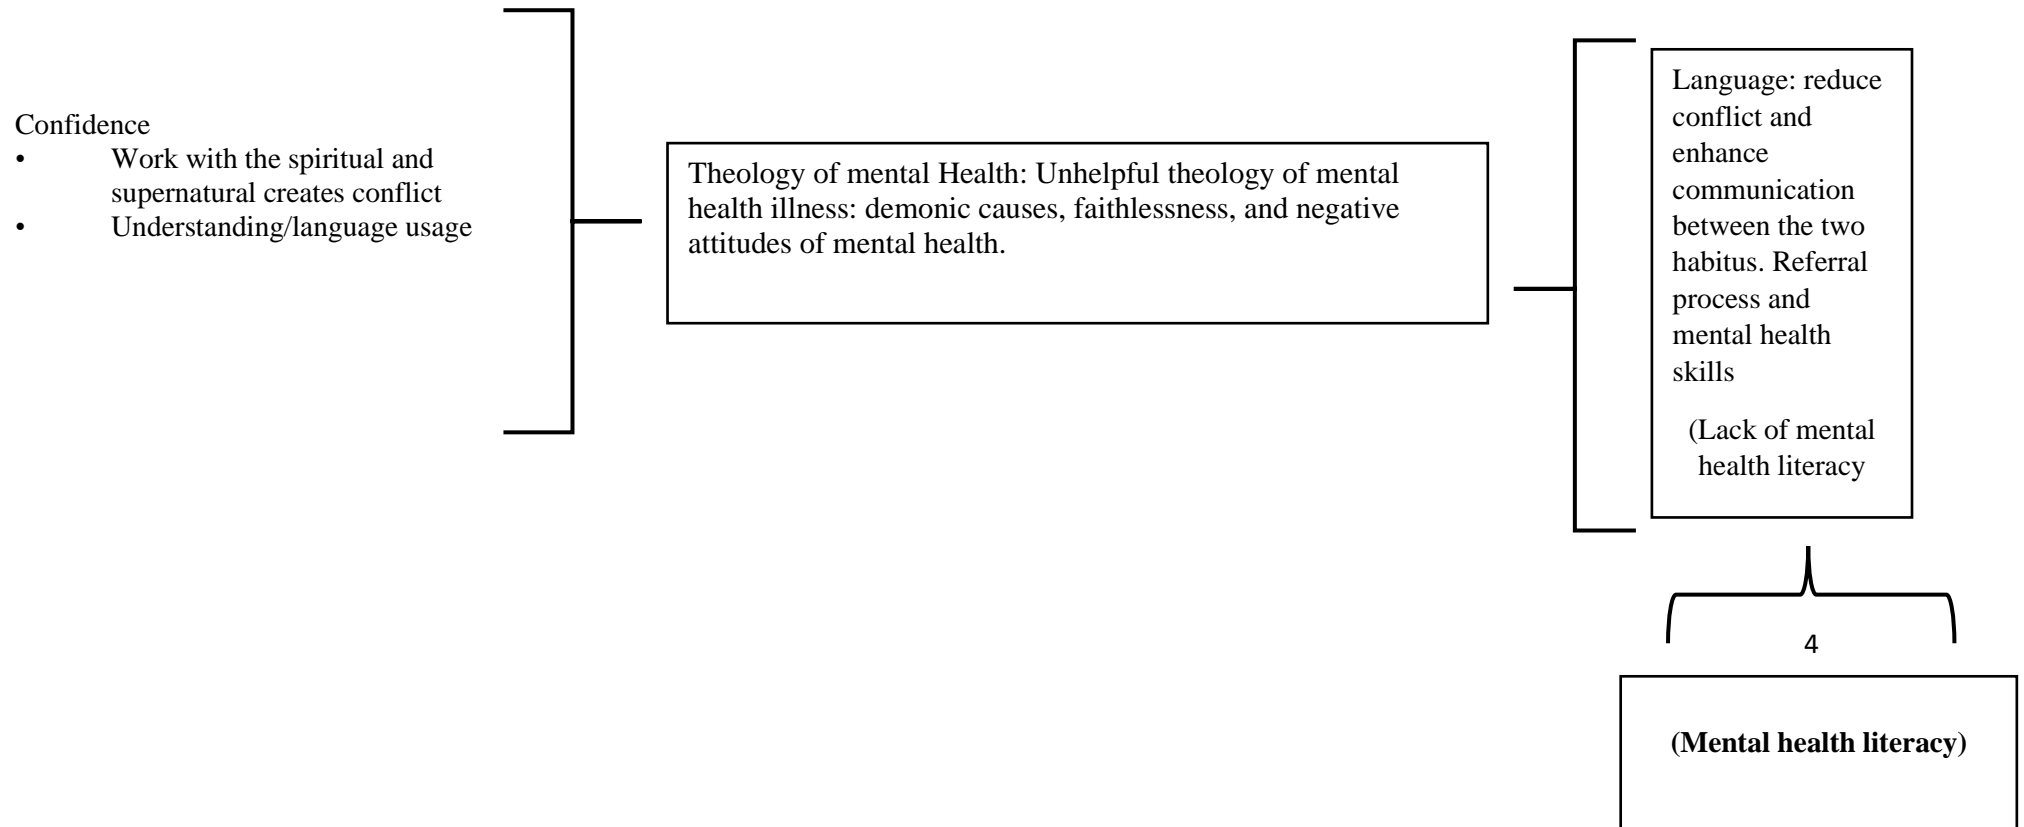 Confidence
• Work with the spiritual and
supernatural creates conflict
• Understanding/language usage
Theology of mental Health: Unhelpful theology of mental
health illness: demonic causes, faithlessness, and negative
attitudes of mental health.
Language: reduce
conflict and
enhance
communication
between the two
habitus. Referral
process and
mental health
skills
(Lack of mental
health literacy
4
(Mental health literacy)